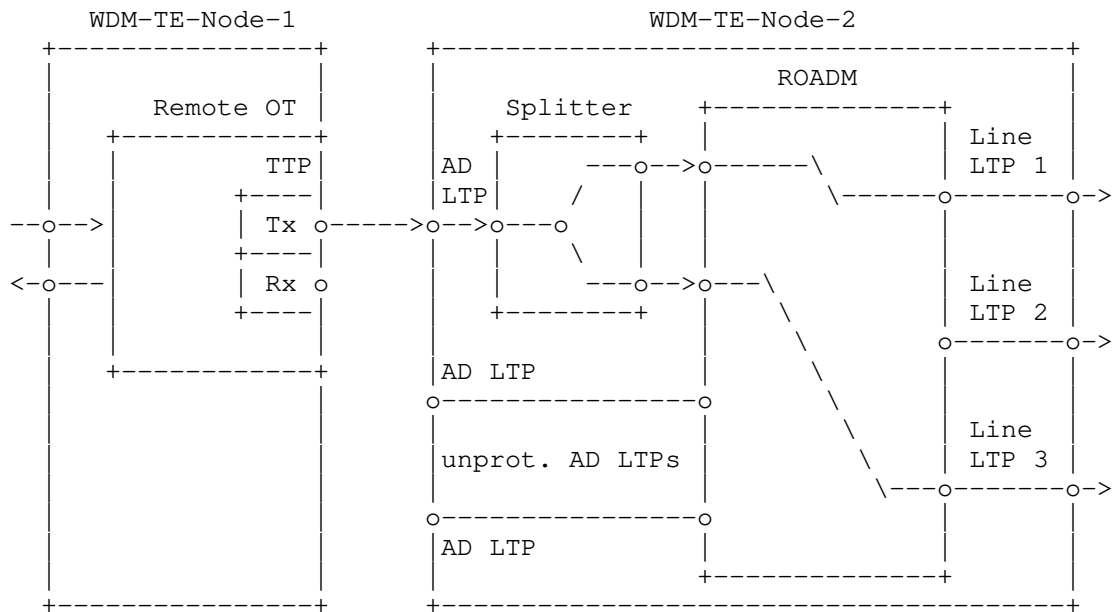 WDM-TE-Node-1 WDM-TE-Node-2
ROADM
Remote OT Splitter
Line
TTP AD LTP 1
LTP
Tx
Rx Line
LTP 2
AD LTP
Line
unprot. AD LTPs LTP 3
AD LTP